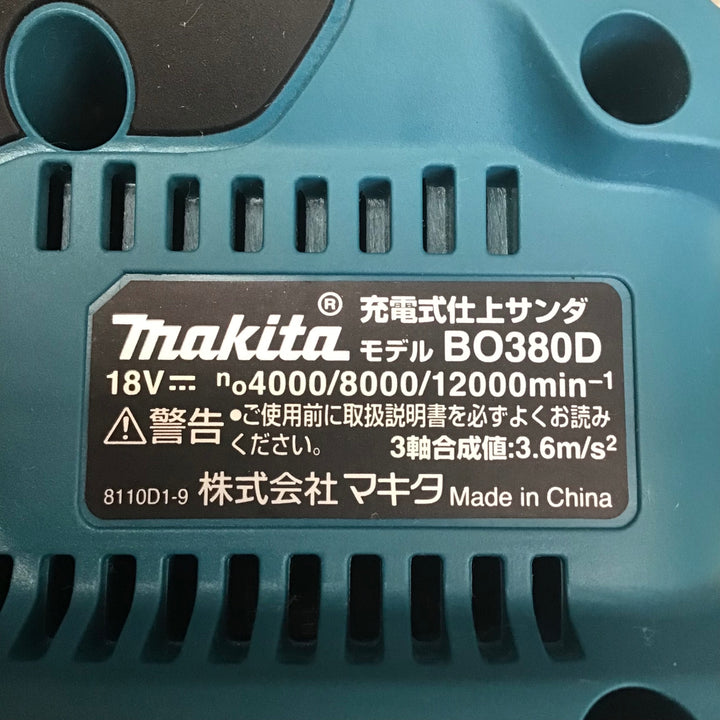 makita® 充電式仕上サンダ
モデル BO380D
18V⎓ n₀4000/8000/12000min⁻¹
⚠警告 •ご使用前に取扱説明書を必ずよくお読み
ください。 3軸合成値:3.6m/s²
8110D1-9 株式会社マキタ Made in China